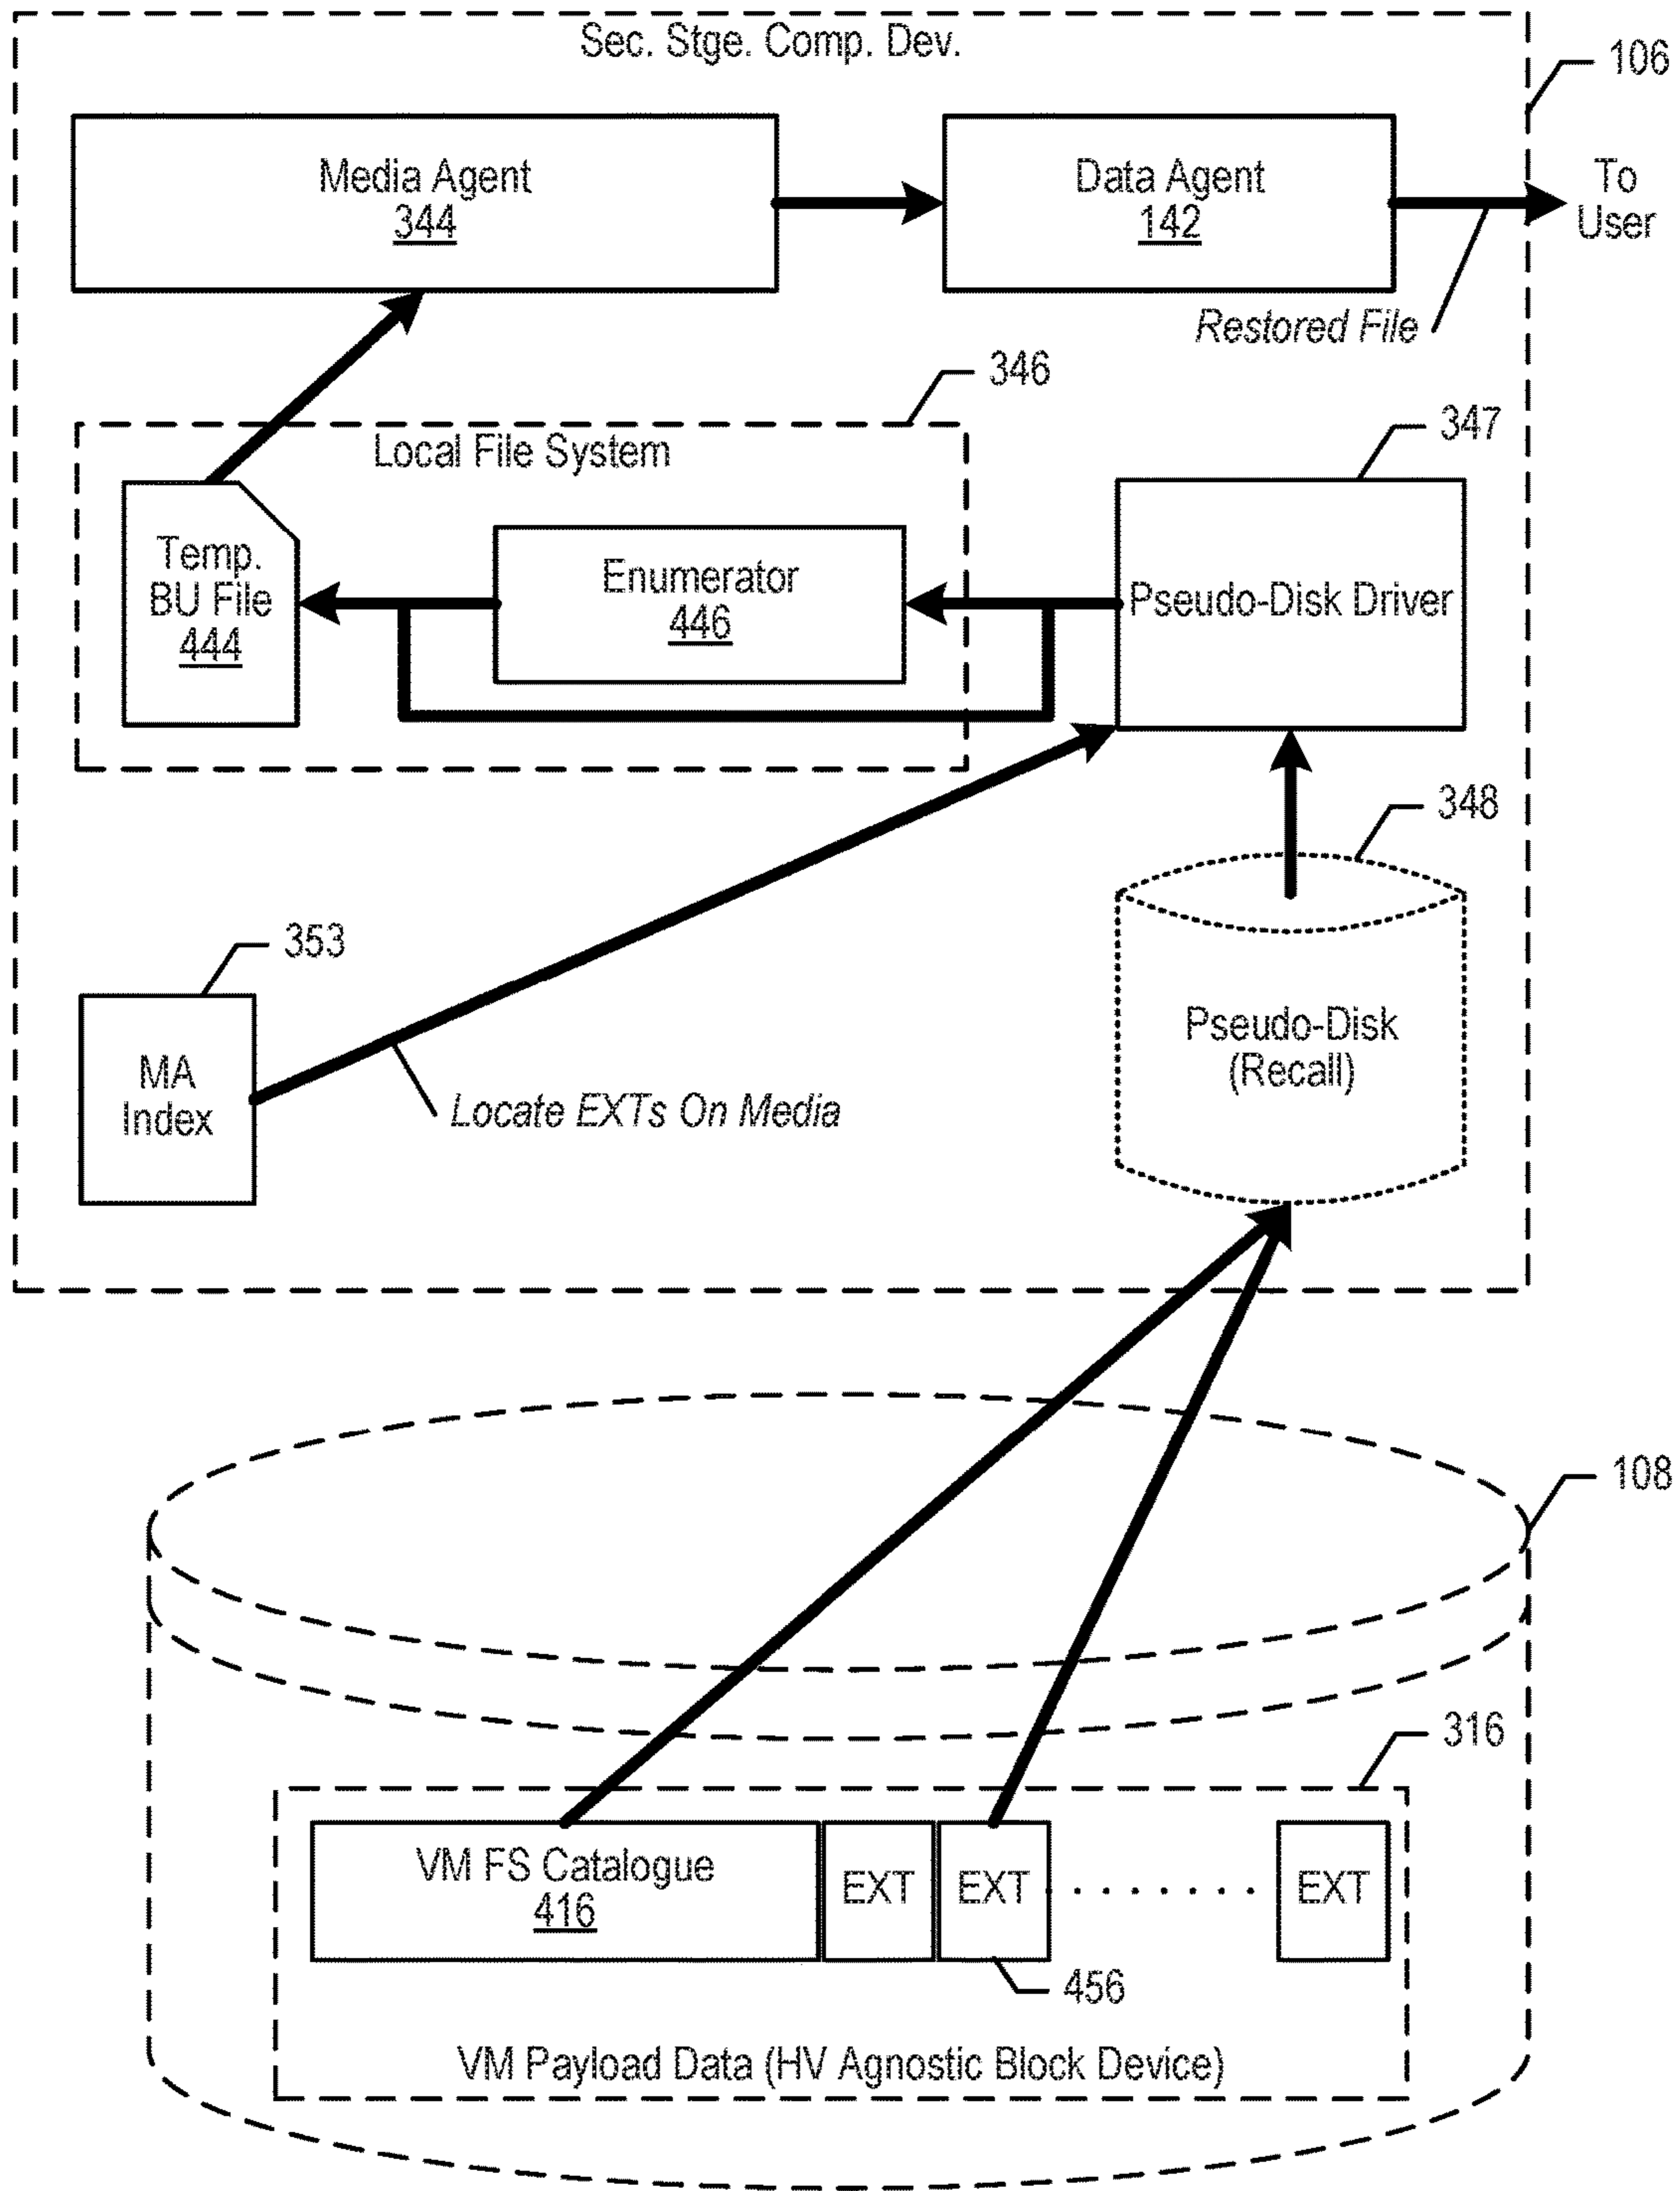 Sec. Stge. Comp. Dev.
106
Media Agent
344
Data Agent
142
To
User
Restored File
346
Local File System
347
Temp.
BU File
444
Enumerator
446
Pseudo-Disk Driver
348
353
Pseudo-Disk
(Recall)
MA
Index
Locate EXTs On Media
108
316
VM FS Catalogue
416
EXT
EXT
EXT
456
VM Payload Data (HV Agnostic Block Device)